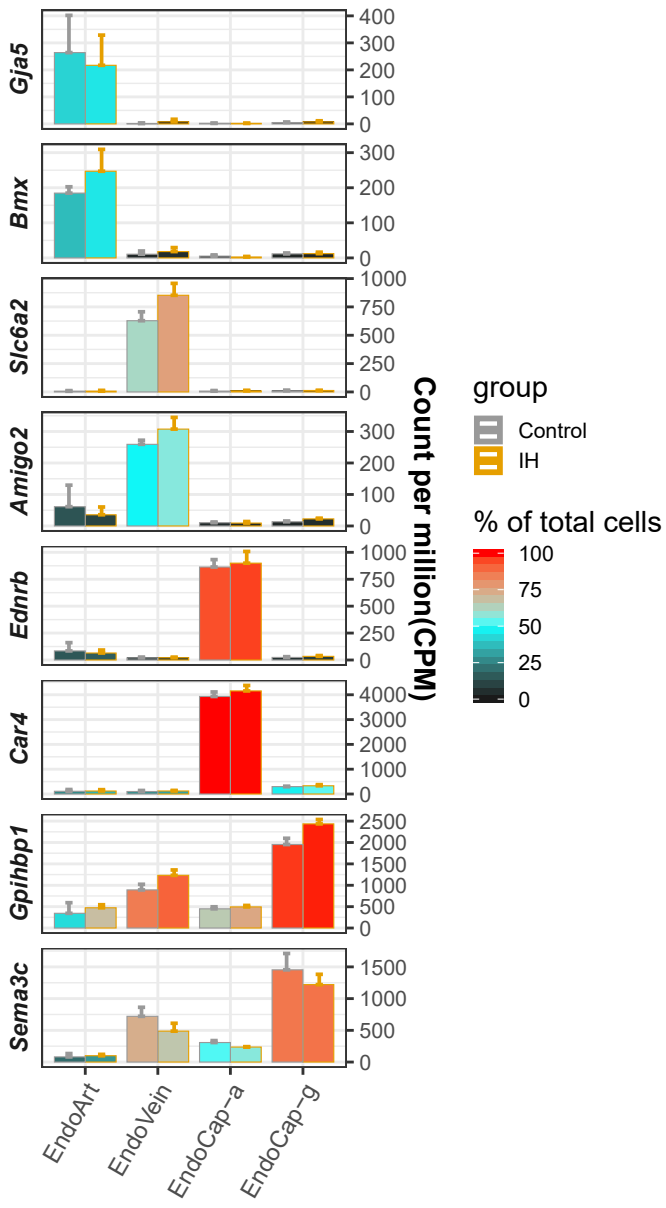 Gja5
400
300
200
100
0
Bmx
300
200
100
0
Slc6a2
1000
750
500
250
0
Amigo2
300
200
100
0
Ednrb
1000
750
500
250
0
Car4
4000
3000
2000
1000
0
Gpihbp1
2500
2000
1500
1000
500
0
Sema3c
1500
1000
500
0
EndoArt
EndoVein
EndoCap−a
EndoCap−g
Count per million(CPM)
group
Control
IH
% of total cells
100
75
50
25
0